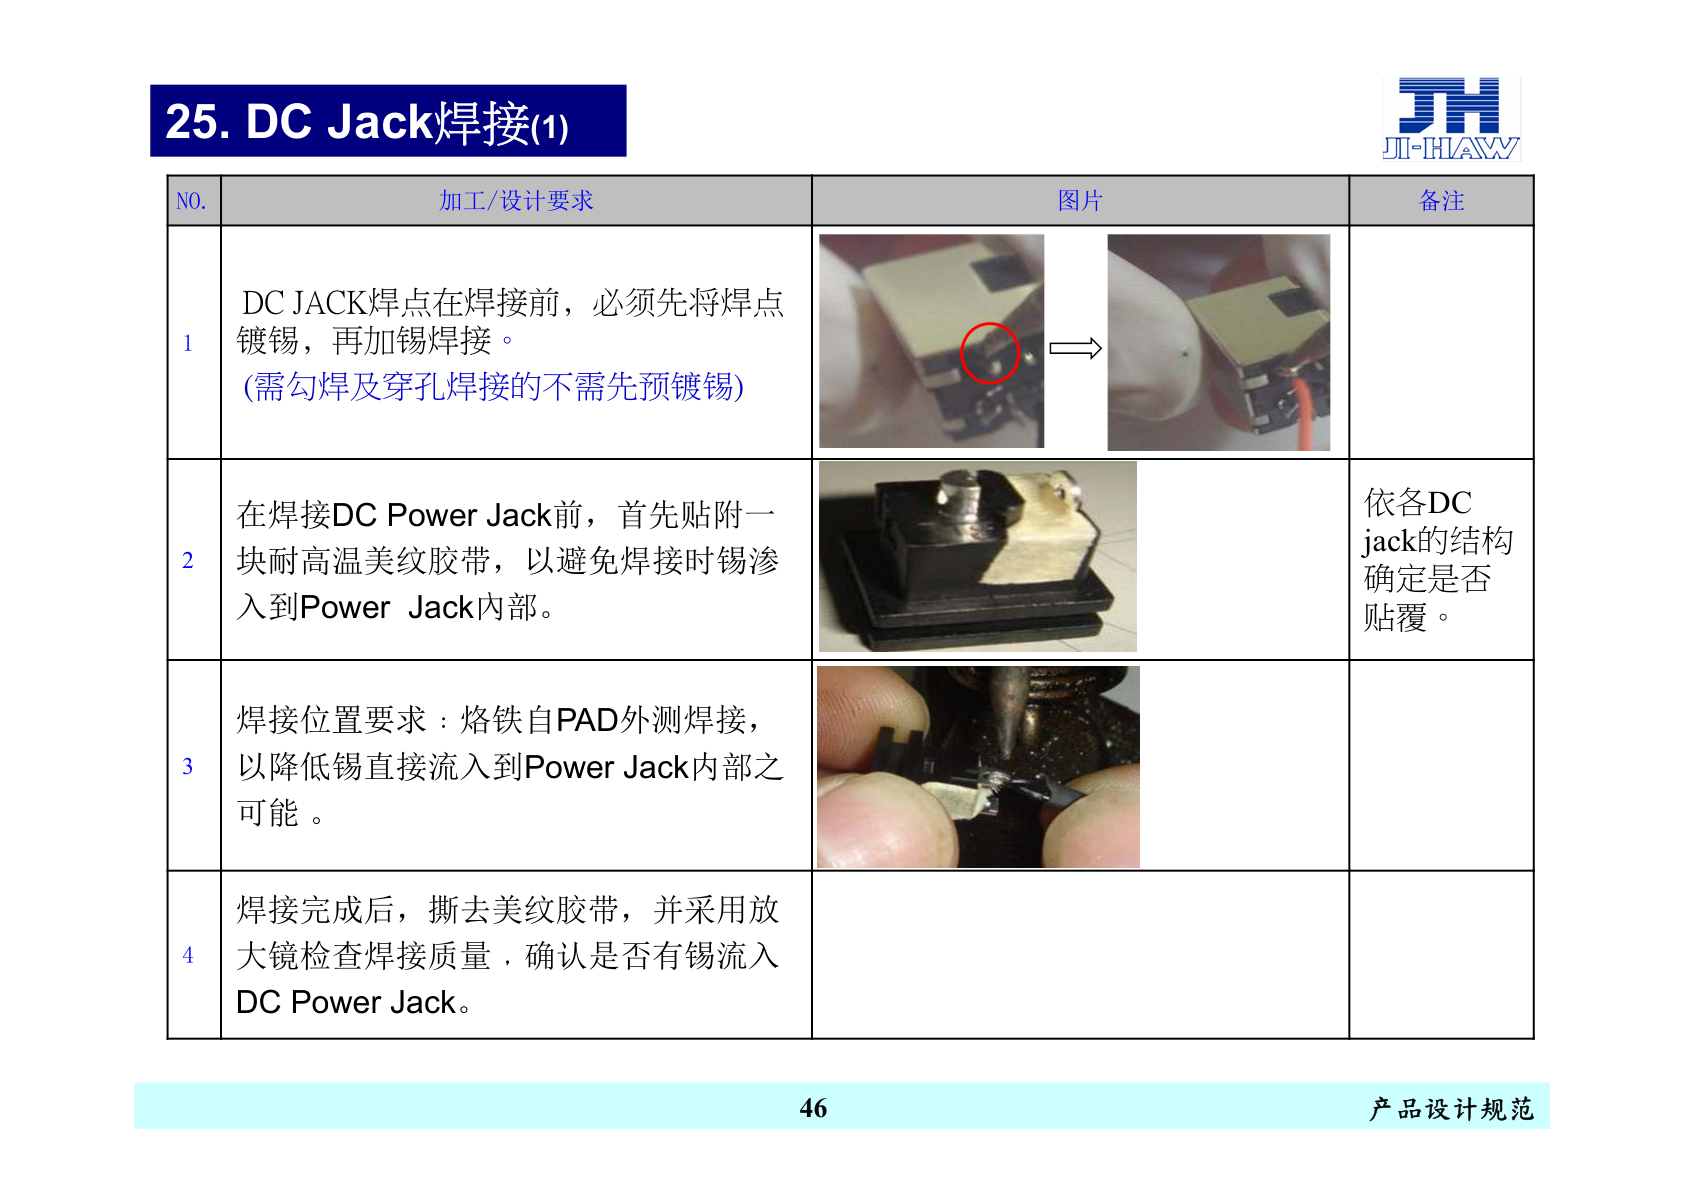 25. DC Jack焊接(1)
JH
JI-HAW
NO.
加工/设计要求
图片
备注
1
DC JACK焊点在焊接前，必须先将焊点
镀锡，再加锡焊接。
(需勾焊及穿孔焊接的不需先预镀锡)
2
在焊接DC Power Jack前，首先贴附一
块耐高温美纹胶带，以避免焊接时锡渗
入到Power  Jack內部。
依各DC
jack的结构
确定是否
贴覆。
3
焊接位置要求：烙铁自PAD外测焊接，
以降低锡直接流入到Power Jack内部之
可能 。
4
焊接完成后，撕去美纹胶带，并采用放
大镜检查焊接质量，确认是否有锡流入
DC Power Jack。
46
产品设计规范